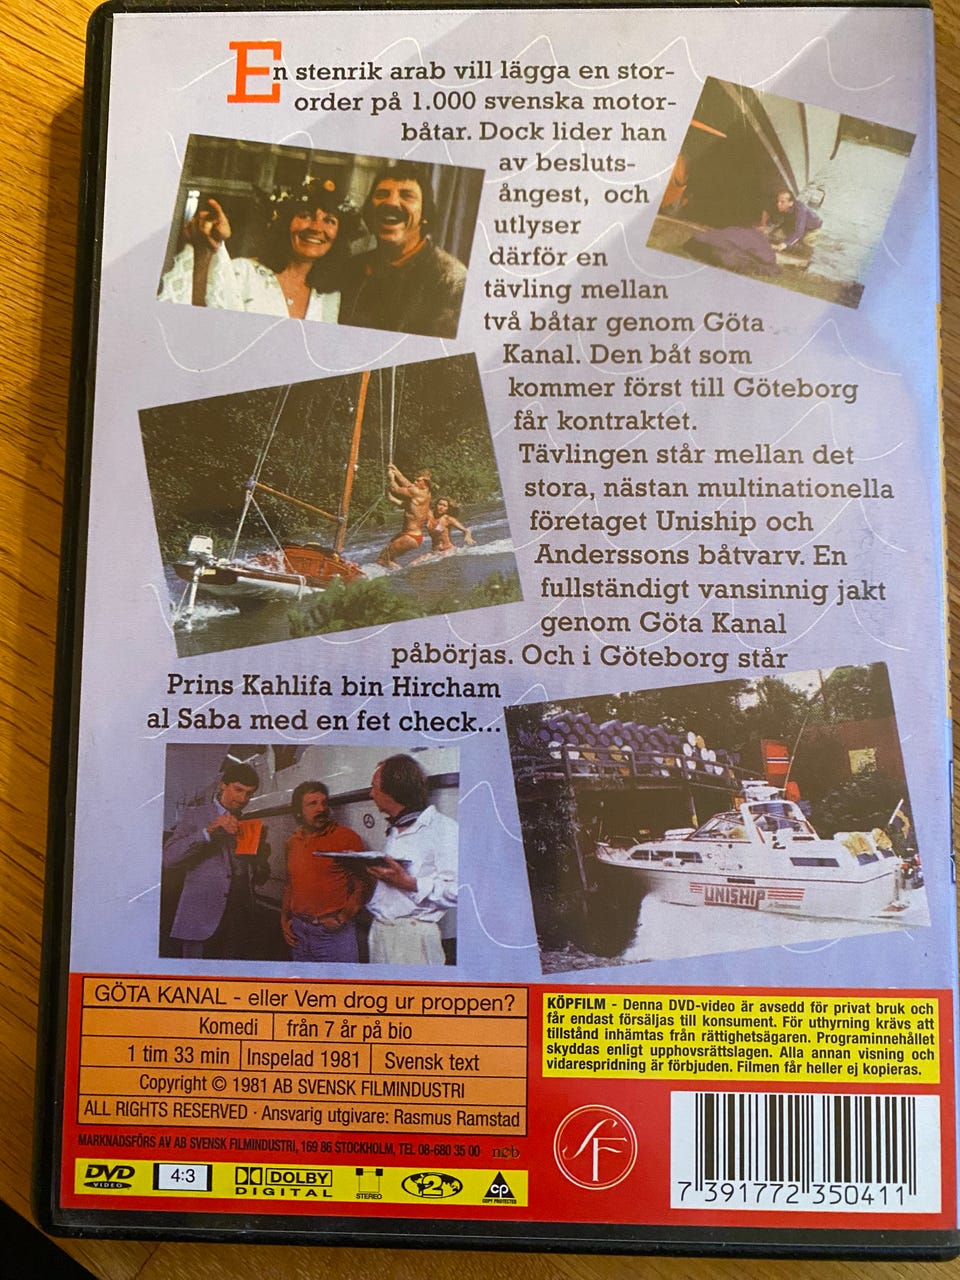 En stenrik arab vill lägga en stor-
order på 1.000 svenska motor-
båtar. Dock lider han
av besluts-
ångest, och
utlyser
därför en
tävling mellan
två båtar genom Göta
Kanal. Den båt som
kommer först till Göteborg
får kontraktet.
Tävlingen står mellan det
stora, nästan multinationella
företaget Uniship och
Anderssons båtvarv. En
fullständigt vansinnig jakt
genom Göta Kanal
påbörjas. Och i Göteborg står
Prins Kahlifa bin Hircham
al Saba med en fet check...
UNISHIP
GÖTA KANAL - eller Vem drog ur proppen?
Komedi från 7 år på bio
1 tim 33 min Inspelad 1981 Svensk text
Copyright © 1981 AB SVENSK FILMINDUSTRI
ALL RIGHTS RESERVED · Ansvarig utgivare: Rasmus Ramstad
MARKNADSFÖRS AV AB SVENSK FILMINDUSTRI, 169 86 STOCKHOLM, TEL 08-680 35 00 ncb
KÖPFILM - Denna DVD-video är avsedd för privat bruk och
får endast försäljas till konsument. För uthyrning krävs att
tillstånd inhämtas från rättighetsägaren. Programinnehållet
skyddas enligt upphovsrättslagen. Alla annan visning och
vidarespridning är förbjuden. Filmen får heller ej kopieras.
DVD VIDEO
4:3
DOLBY DIGITAL
STEREO
2
CP
COPY PROTECTED
SF
7 391772 350411